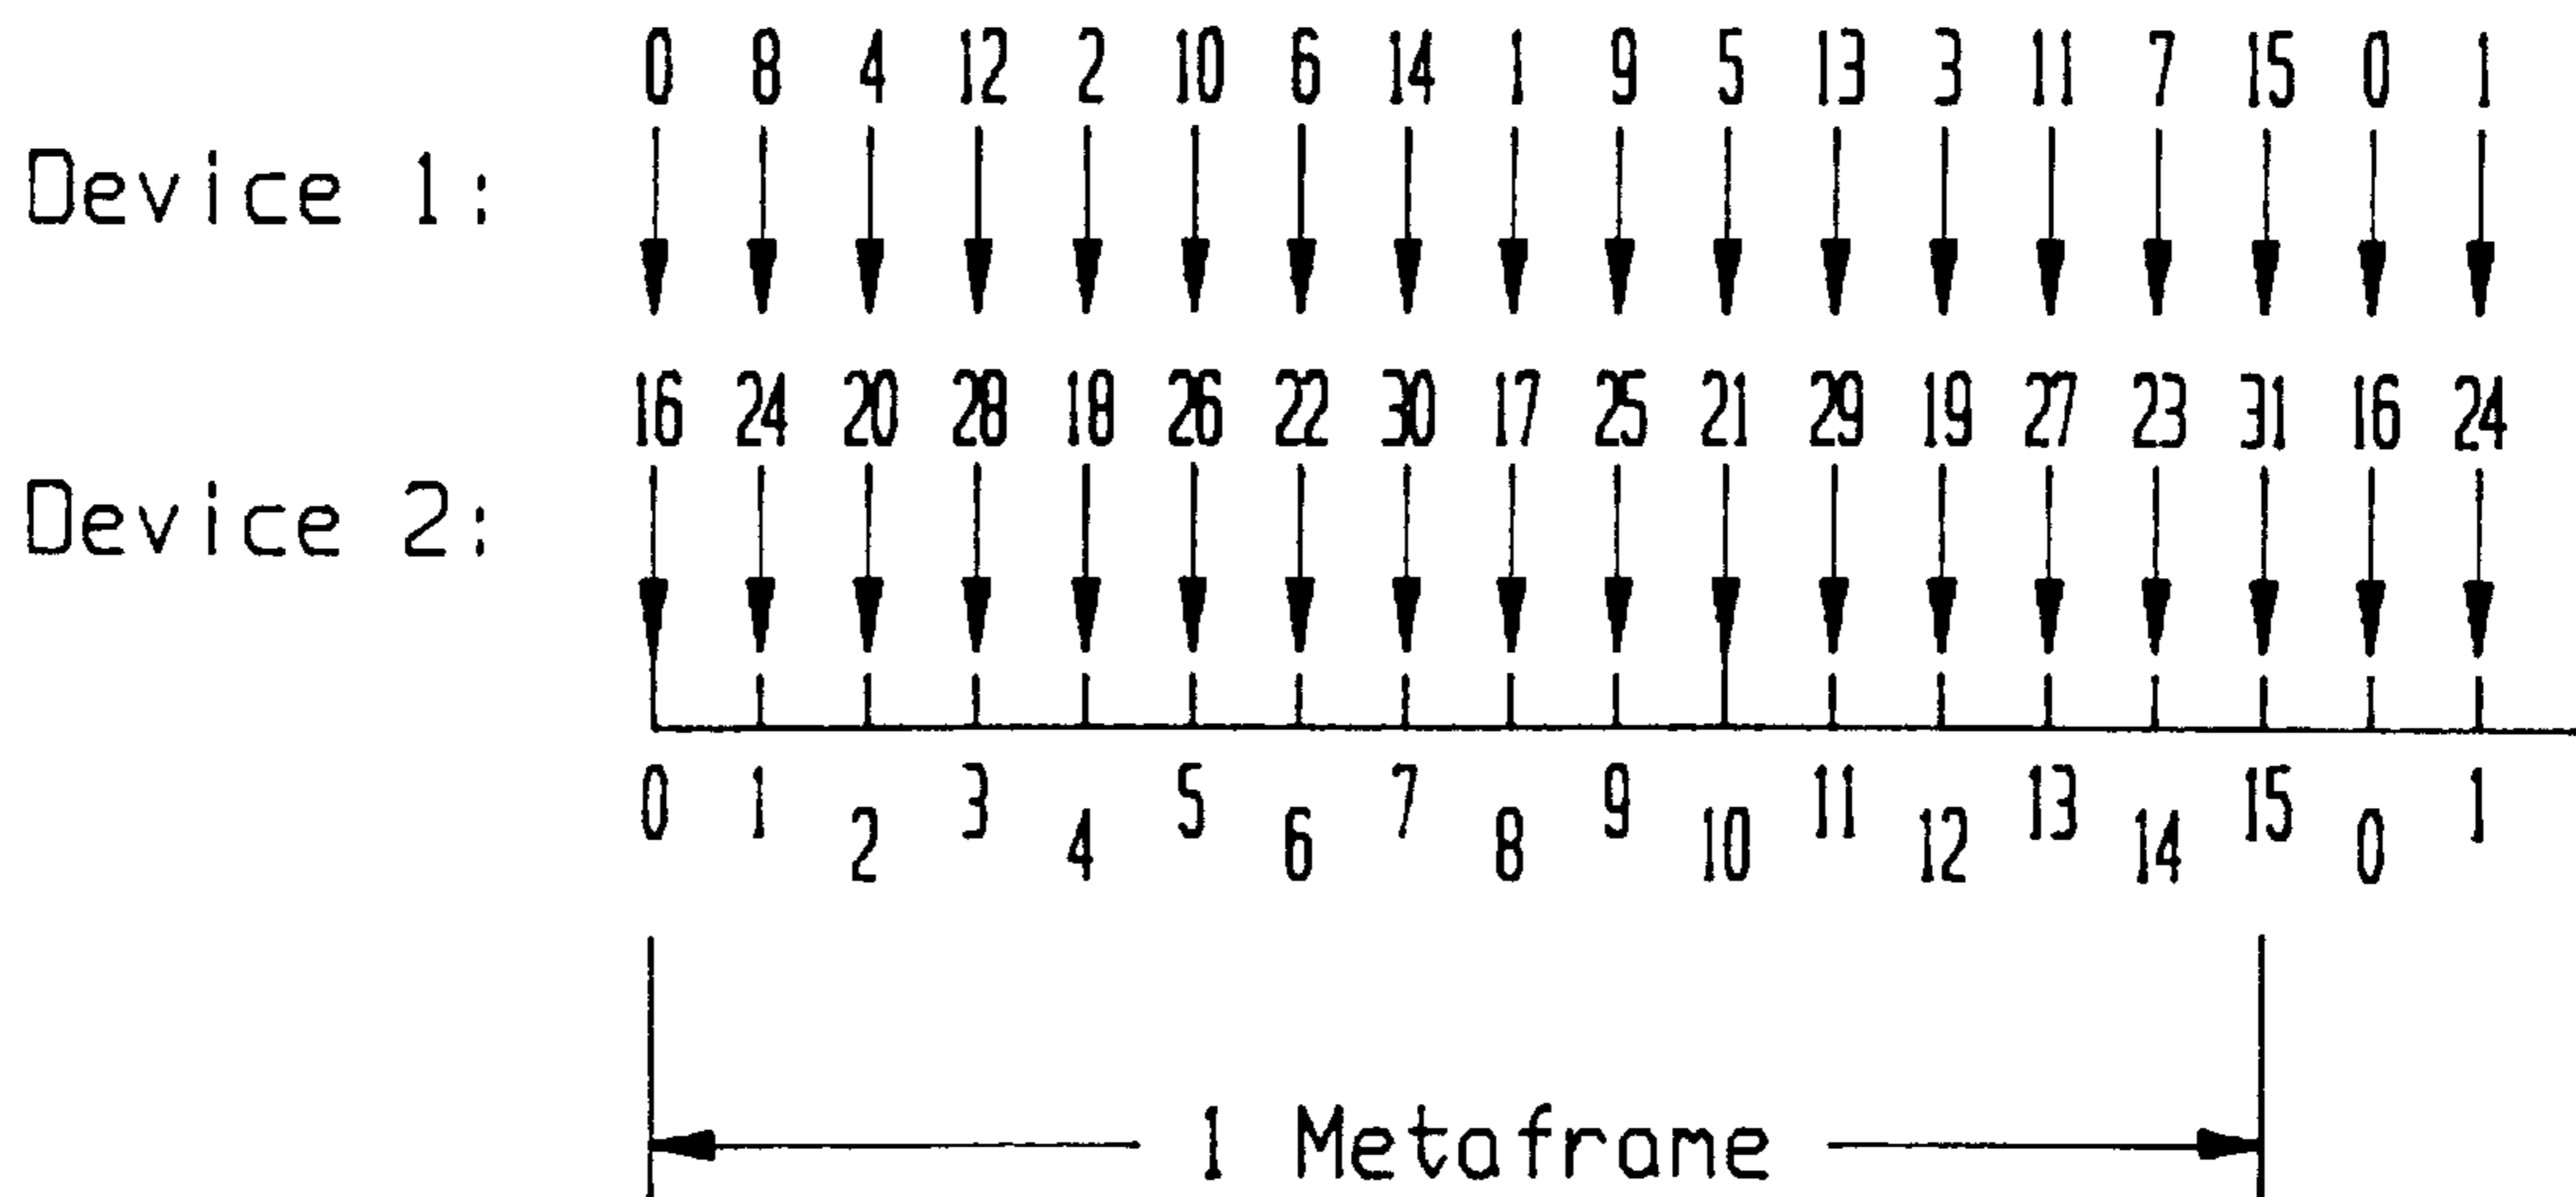 0 8 4 12 2 10 6 14 1 9 5 13 3 11 7 15 0 1
Device 1:
16 24 20 28 18 26 22 30 17 25 21 29 19 27 23 31 16 24
Device 2:
0 1 2 3 4 5 6 7 8 9 10 11 12 13 14 15 0 1
1 Metaframe